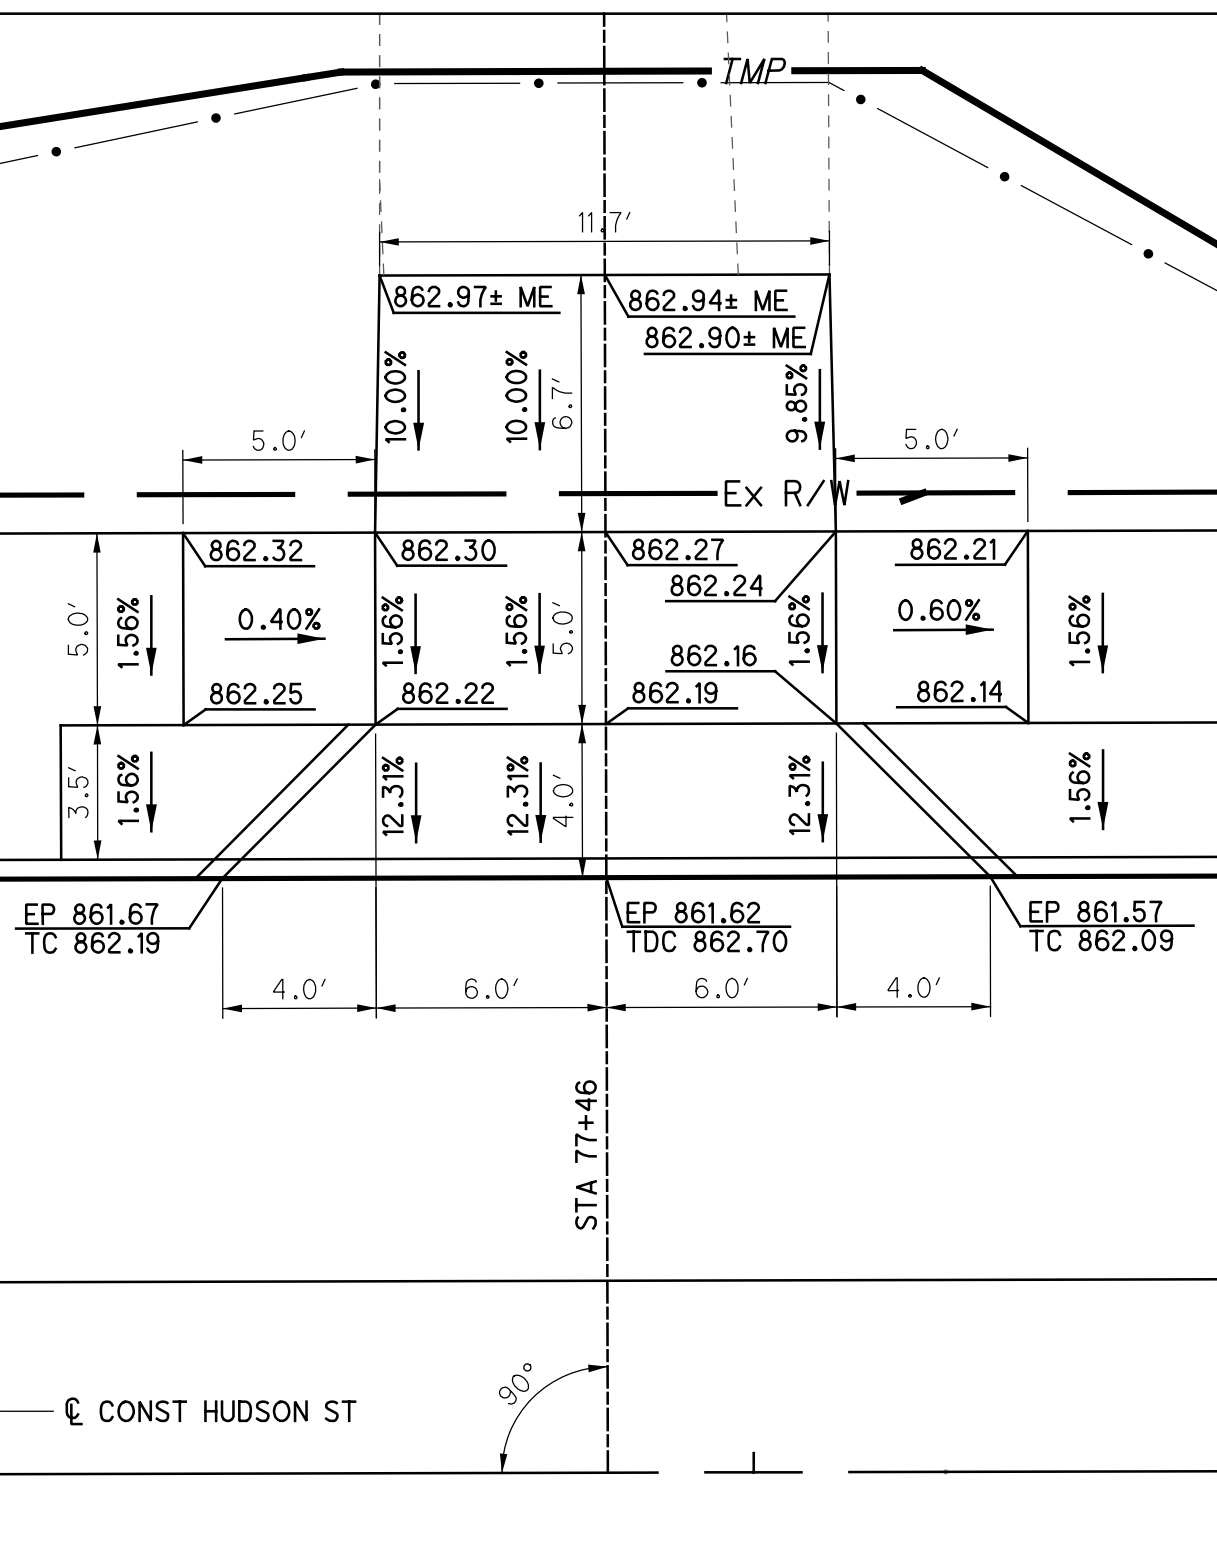 TMP
11.7'
862.97± ME
862.94± ME
862.90± ME
10.00%
10.00%
6.7'
9.85%
5.0'
5.0'
Ex R/W
862.32
862.30
862.27
862.24
862.21
5.0'
1.56%
0.40%
1.56%
1.56%
5.0'
1.56%
0.60%
1.56%
862.16
862.25
862.22
862.19
862.14
3.5'
1.56%
12.31%
12.31%
4.0'
12.31%
1.56%
EP 861.67
TC 862.19
EP 861.62
TDC 862.70
EP 861.57
TC 862.09
4.0'
6.0'
6.0'
4.0'
STA 77+46
90°
℄ CONST HUDSON ST